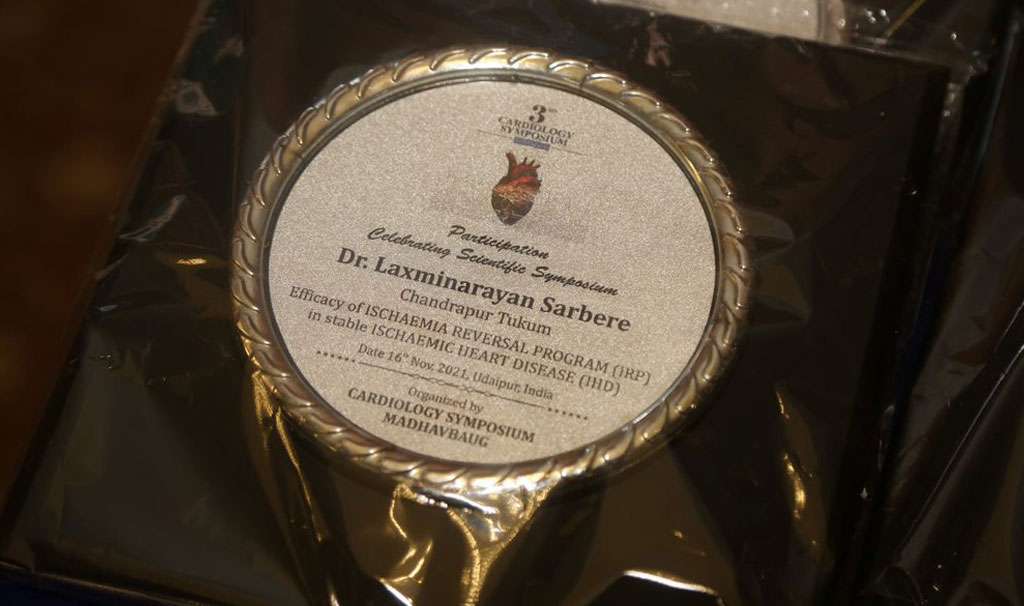 3rd
CARDIOLOGY
SYMPOSIUM
Participation
Celebrating Scientific Symposium
Dr. Laxminarayan Sarbere
Chandrapur Tukum
Efficacy of ISCHAEMIA REVERSAL PROGRAM (IRP)
in stable ISCHAEMIC HEART DISEASE (IHD)
Date 16th Nov. 2021, Udaipur, India
Organized by
CARDIOLOGY SYMPOSIUM
MADHAVBAUG